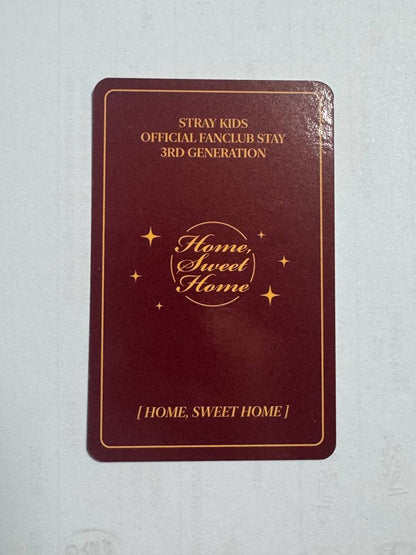 STRAY KIDS
OFFICIAL FANCLUB STAY
3RD GENERATION
Home,
Sweet
Home
[ HOME, SWEET HOME ]